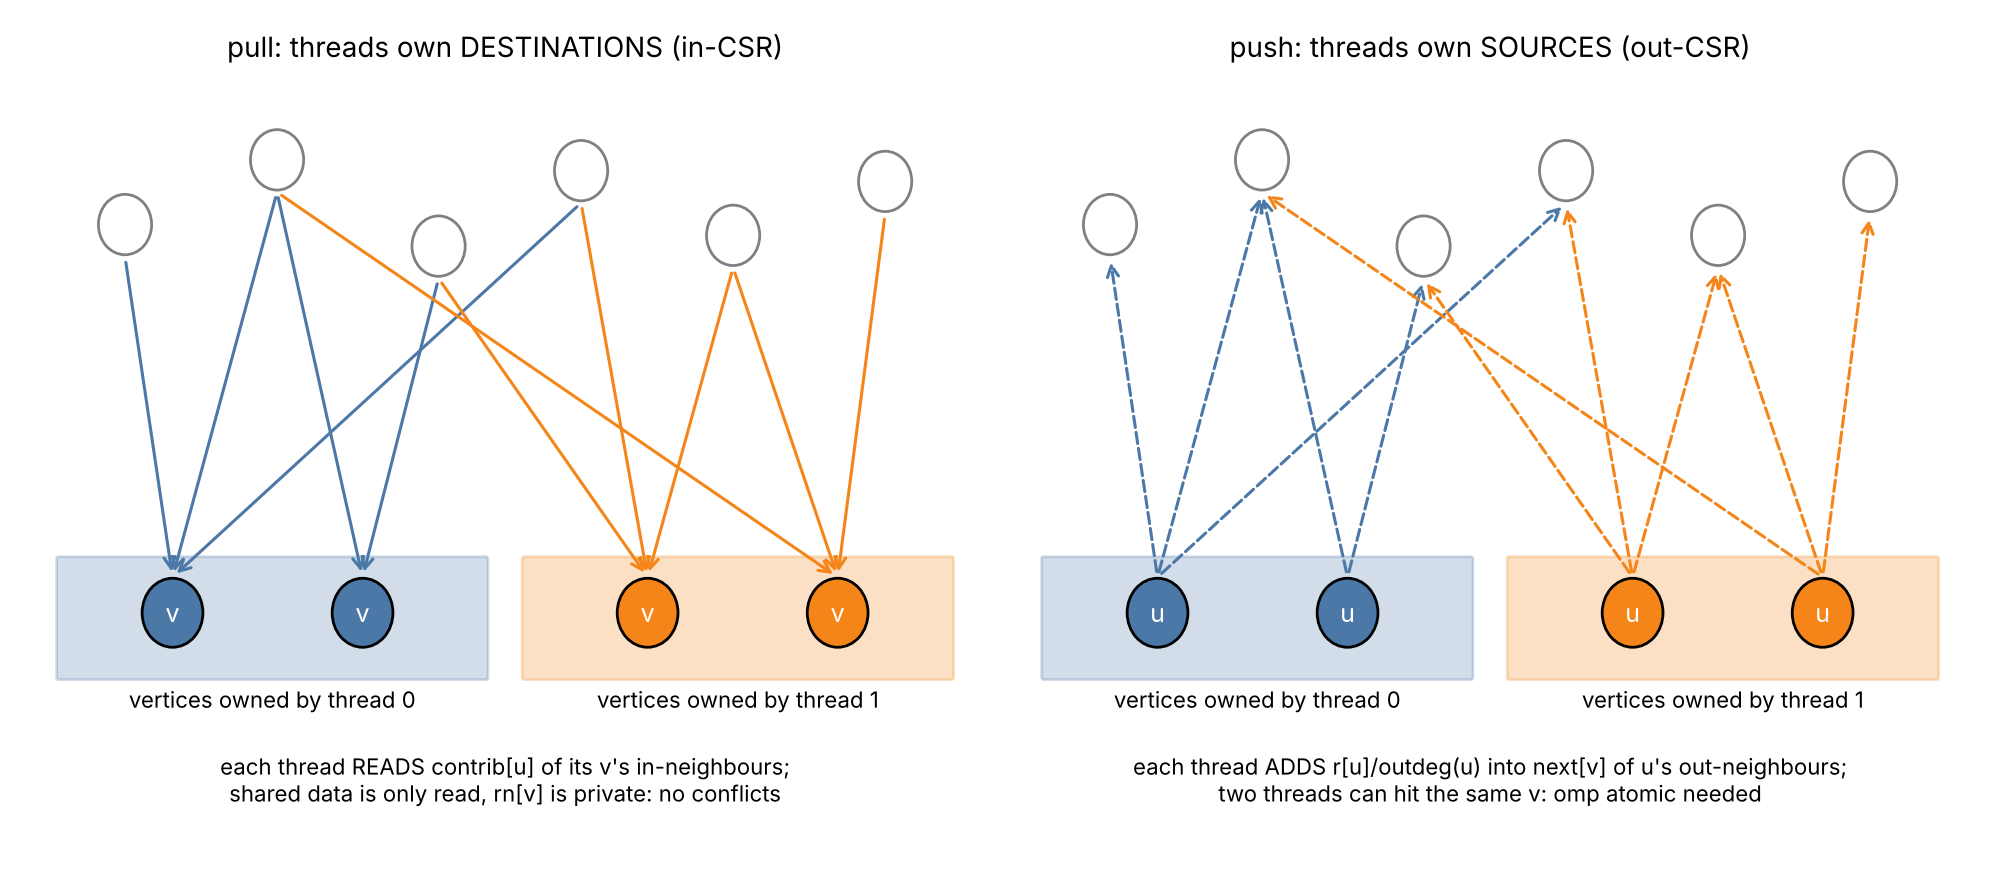 pull: threads own DESTINATIONS (in-CSR)
v
v
v
v
vertices owned by thread 0
vertices owned by thread 1
each thread READS contrib[u] of its v's in-neighbours;
shared data is only read, rn[v] is private: no conflicts
push: threads own SOURCES (out-CSR)
u
u
u
u
vertices owned by thread 0
vertices owned by thread 1
each thread ADDS r[u]/outdeg(u) into next[v] of u's out-neighbours;
two threads can hit the same v: omp atomic needed